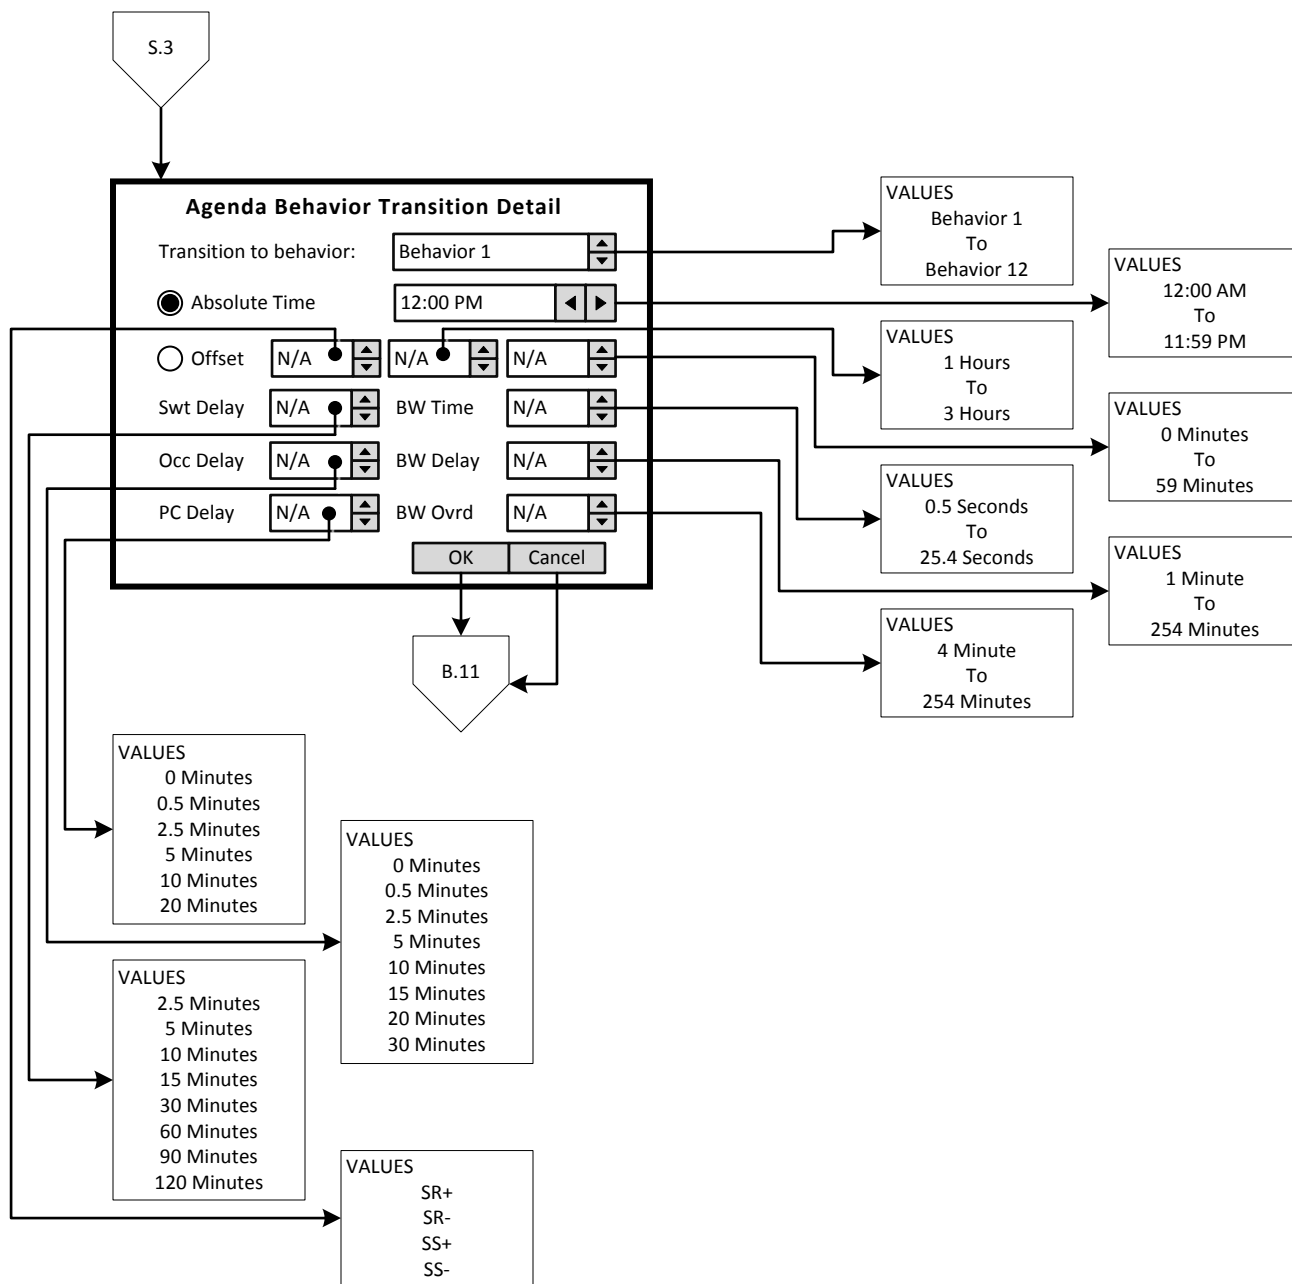 S.3
Agenda Behavior Transition Detail
Transition to behavior: Behavior 1
Absolute Time 12:00 PM
Offset N/A N/A N/A
Swt Delay N/A BW Time N/A
Occ Delay N/A BW Delay N/A
PC Delay N/A BW Ovrd N/A
OK Cancel
B.11
VALUES
Behavior 1
To
Behavior 12
VALUES
12:00 AM
To
11:59 PM
VALUES
1 Hours
To
3 Hours
VALUES
0 Minutes
To
59 Minutes
VALUES
0.5 Seconds
To
25.4 Seconds
VALUES
1 Minute
To
254 Minutes
VALUES
4 Minute
To
254 Minutes
VALUES
0 Minutes
0.5 Minutes
2.5 Minutes
5 Minutes
10 Minutes
20 Minutes
VALUES
0 Minutes
0.5 Minutes
2.5 Minutes
5 Minutes
10 Minutes
15 Minutes
20 Minutes
30 Minutes
VALUES
2.5 Minutes
5 Minutes
10 Minutes
15 Minutes
30 Minutes
60 Minutes
90 Minutes
120 Minutes
VALUES
SR+
SR-
SS+
SS-